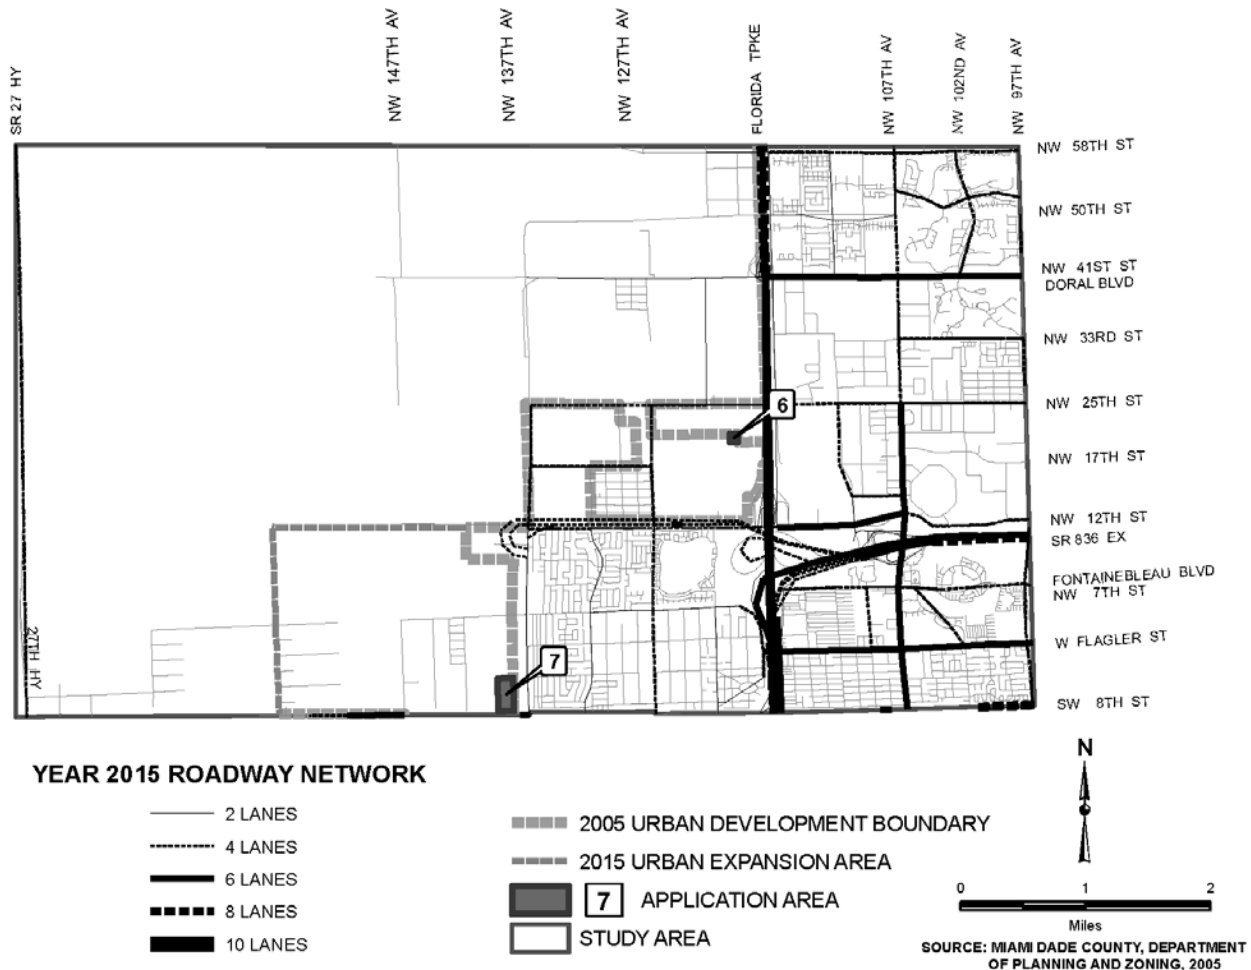 SR 27 HY
NW 147TH AV
NW 137TH AV
NW 127TH AV
FLORIDA TPKE
NW 107TH AV
NW 102ND AV
NW 97TH AV
NW 58TH ST
NW 50TH ST
NW 41ST ST
DORAL BLVD
NW 33RD ST
NW 25TH ST
6
NW 17TH ST
NW 12TH ST
SR 836 EX
FONTAINEBLEAU BLVD
NW 7TH ST
27TH HY
W FLAGLER ST
7
SW 8TH ST
YEAR 2015 ROADWAY NETWORK
2 LANES
4 LANES
6 LANES
8 LANES
10 LANES
2005 URBAN DEVELOPMENT BOUNDARY
2015 URBAN EXPANSION AREA
7 APPLICATION AREA
STUDY AREA
N
0 1 2
Miles
SOURCE: MIAMI DADE COUNTY, DEPARTMENT
OF PLANNING AND ZONING, 2005